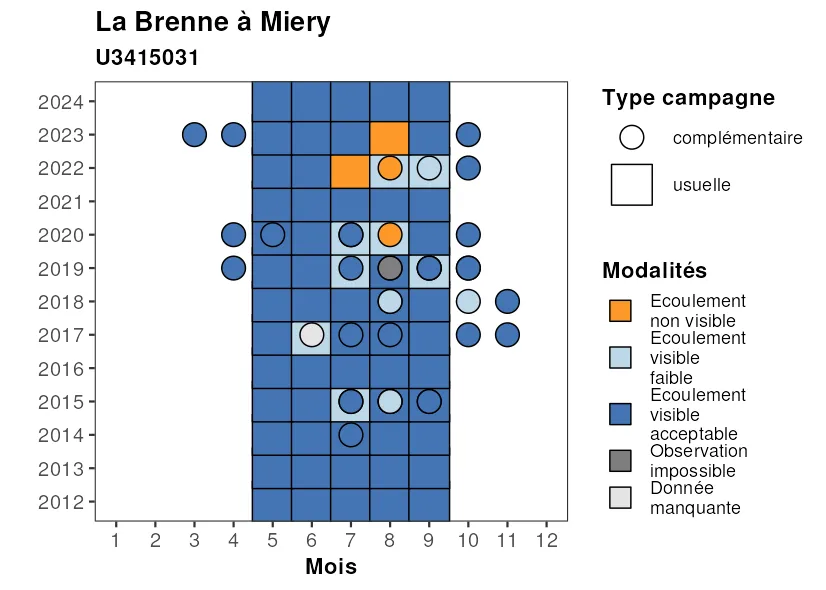 La Brenne à Miery
U3415031
2024
2023
2022
2021
2020
2019
2018
2017
2016
2015
2014
2013
2012
1 2 3 4 5 6 7 8 9 10 11 12
Mois
Type campagne
complémentaire
usuelle
Modalités
Ecoulement
non visible
Ecoulement
visible
faible
Ecoulement
visible
acceptable
Observation
impossible
Donnée
manquante